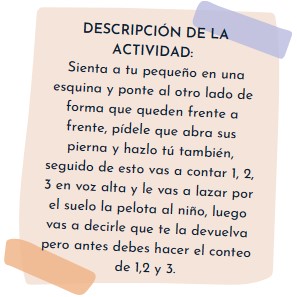 DESCRIPCIÓN DE LA
ACTIVIDAD:
Sienta a tu pequeño en una
esquina y ponte al otro lado de
forma que queden frente a
frente, pídele que abra sus
pierna y hazlo tú también,
seguido de esto vas a contar 1, 2,
3 en voz alta y le vas a lazar por
el suelo la pelota al niño, luego
vas a decirle que te la devuelva
pero antes debes hacer el conteo
de 1,2 y 3.